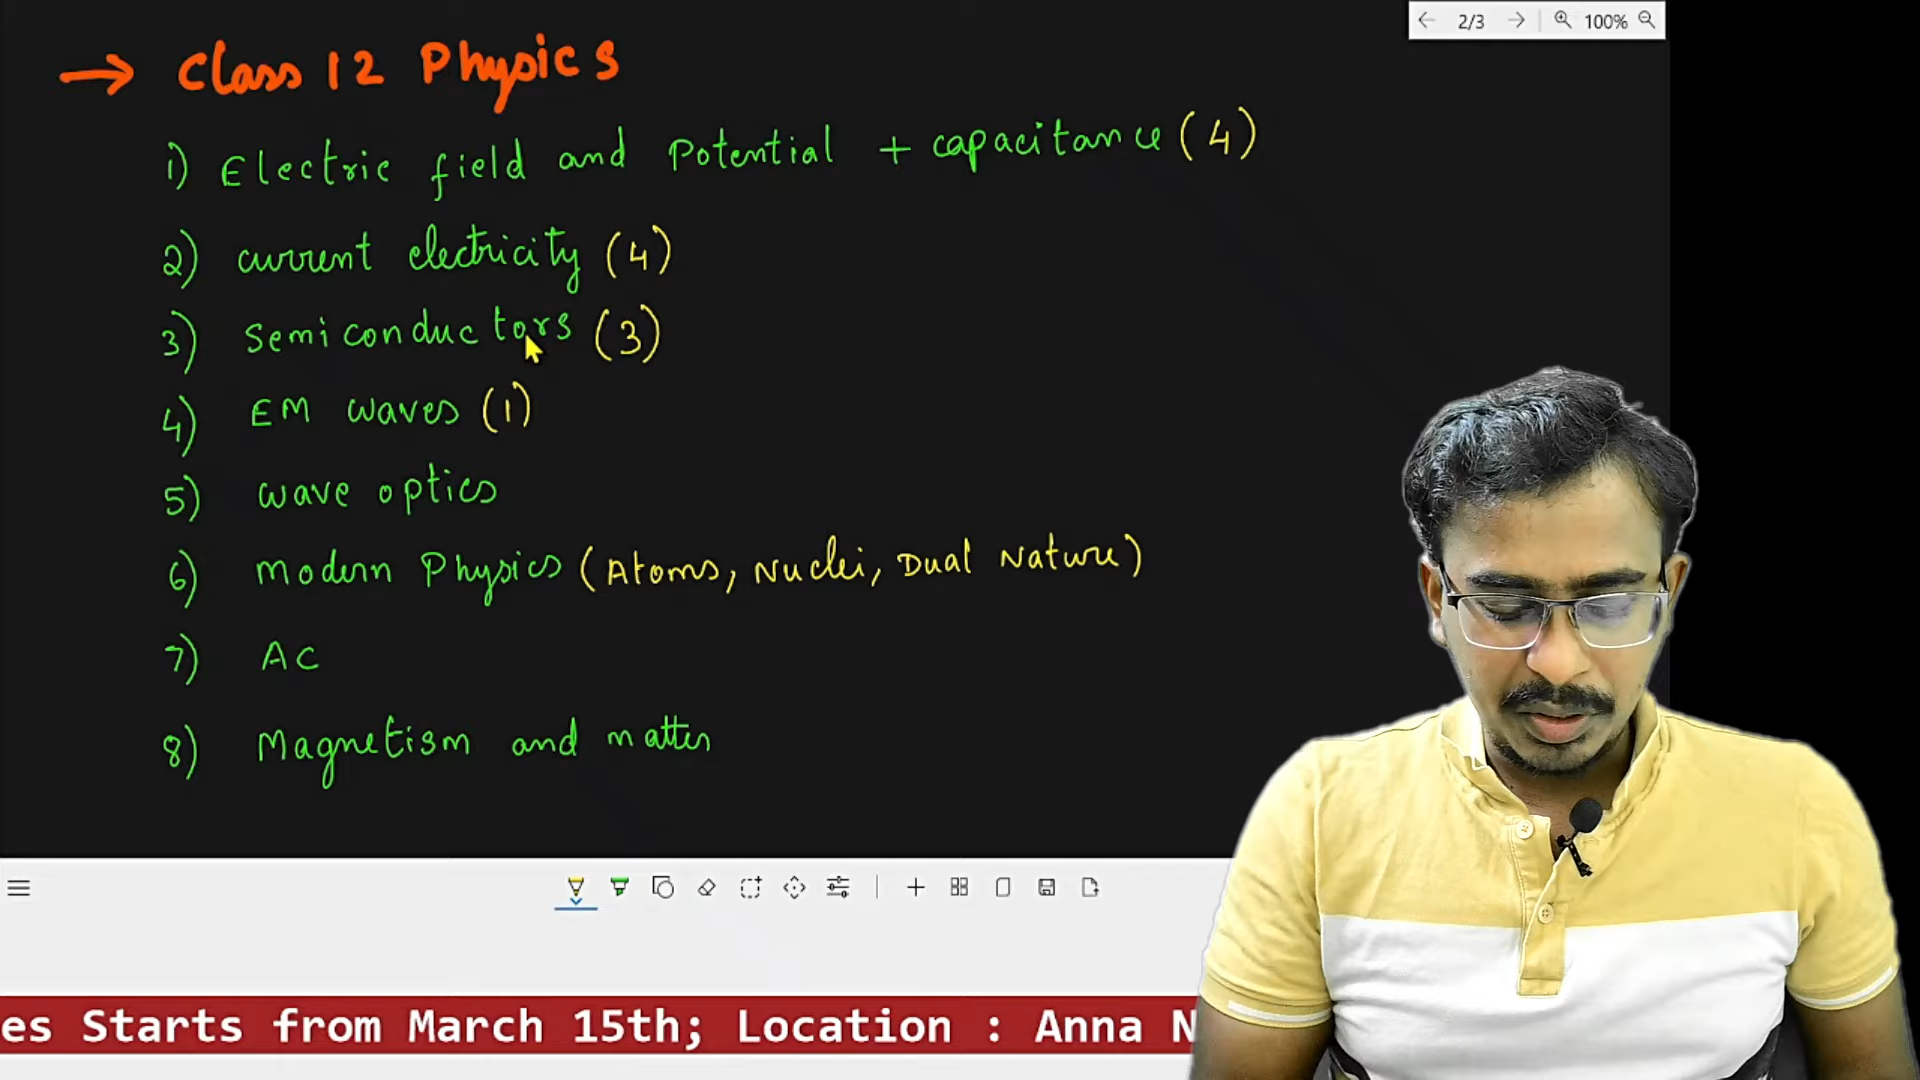 2/3 100%
→ Class 12 Physics
1) Electric field and Potential + capacitance (4)
2) current electricity (4)
3) Semiconductors (3)
4) EM waves (1)
5) wave optics
6) Modern Physics (Atoms, Nuclei, Dual Nature)
7) AC
8) Magnetism and matter
es Starts from March 15th; Location : Anna N